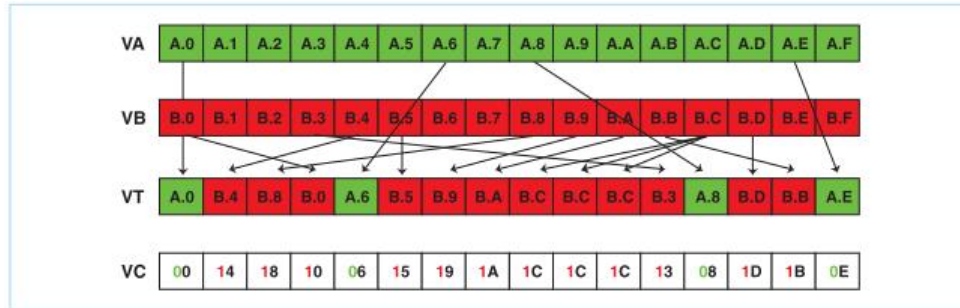 VA A.0 A.1 A.2 A.3 A.4 A.5 A.6 A.7 A.8 A.9 A.A A.B A.C A.D A.E A.F
VB B.0 B.1 B.2 B.3 B.4 B.5 B.6 B.7 B.8 B.9 B.A B.B B.C B.D B.E B.F
VT A.0 B.4 B.8 B.0 A.6 B.5 B.9 B.A B.C B.C B.C B.3 A.8 B.D B.B A.E
VC 00 14 18 10 06 15 19 1A 1C 1C 1C 13 08 1D 1B 0E